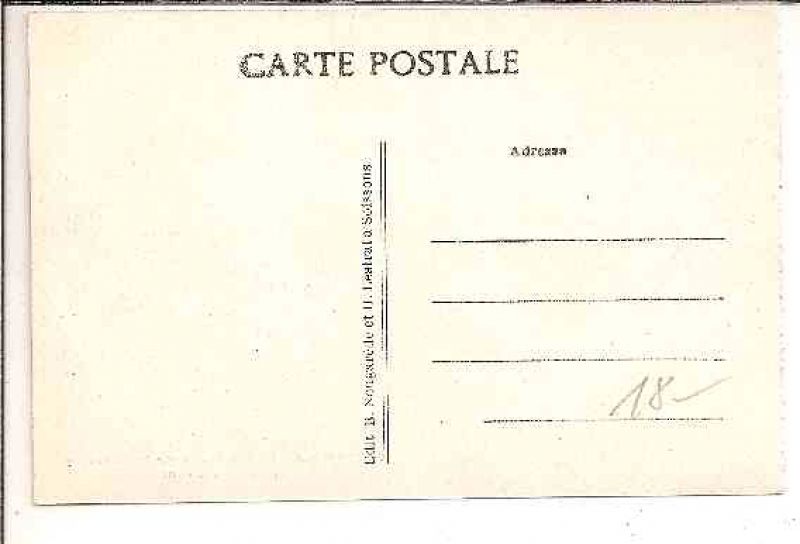 CARTE POSTALE
Adresse
Edit. B. Nougarède et H. Lestrat à Soissons
18-